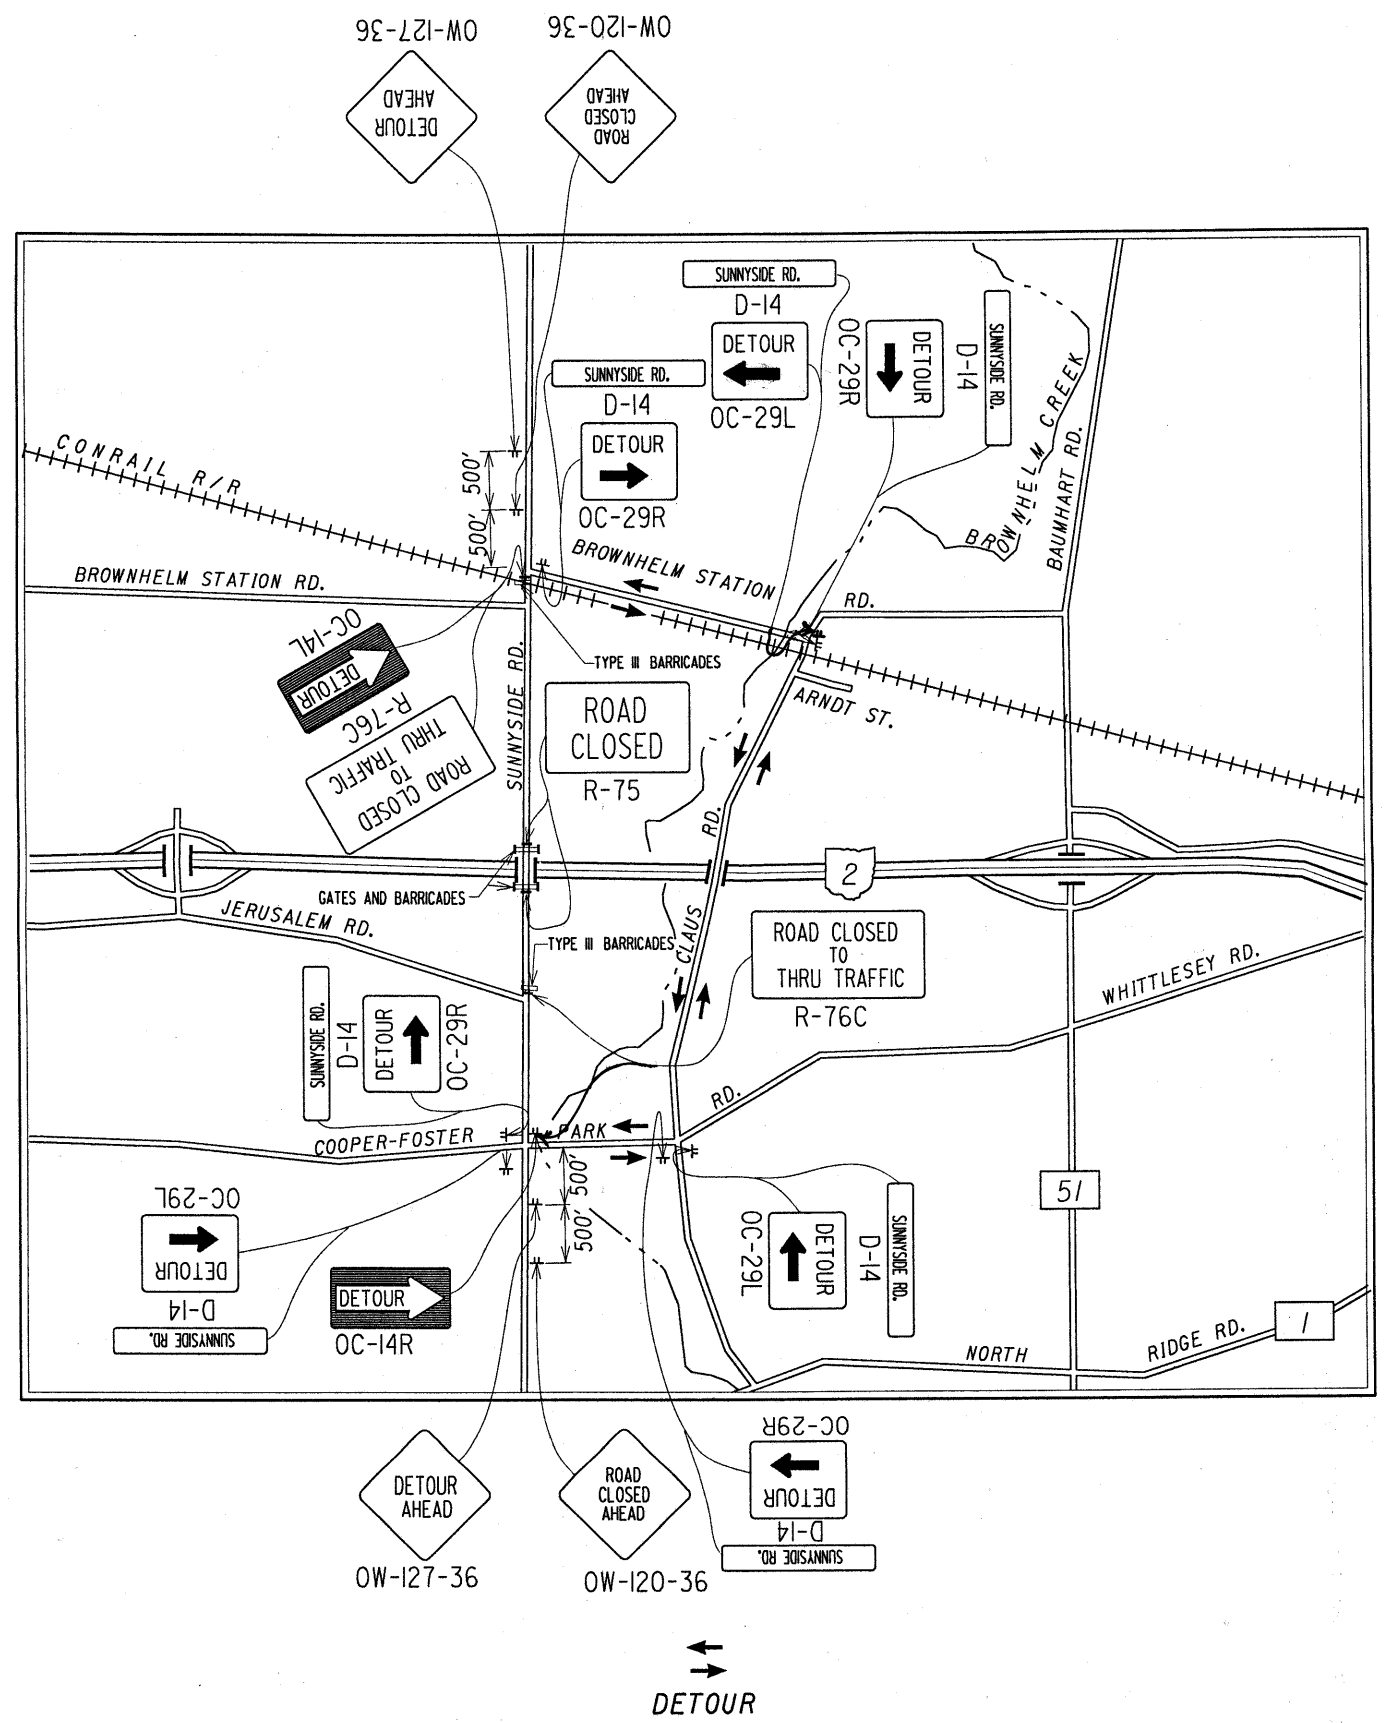 OW-127-36
OW-120-36
DETOUR
AHEAD
ROAD
CLOSED
AHEAD
SUNNYSIDE RD.
D-14
DETOUR
OC-29L
OC-29R
DETOUR
D-14
SUNNYSIDE RD.
SUNNYSIDE RD.
D-14
DETOUR
OC-29R
BROWNHELM CREEK
BAUMHART RD.
CONRAIL R/R
500'
500'
BROWNHELM STATION RD.
BROWNHELM STATION
RD.
OC-14L
DETOUR
R-76C
ROAD CLOSED
TO
THRU TRAFFIC
SUNNYSIDE RD.
TYPE III BARRICADES
ROAD
CLOSED
R-75
ARNDT ST.
RD.
2
GATES AND BARRICADES
JERUSALEM RD.
TYPE III BARRICADES
CLAUS
ROAD CLOSED
TO
THRU TRAFFIC
R-76C
WHITTLESEY RD.
SUNNYSIDE RD.
D-14
DETOUR
OC-29R
RD.
COOPER-FOSTER
PARK
500'
500'
51
OC-29L
DETOUR
D-14
SUNNYSIDE RD.
DETOUR
OC-14R
OC-29L
DETOUR
D-14
SUNNYSIDE RD.
NORTH
RIDGE RD.
1
DETOUR
AHEAD
OW-127-36
ROAD
CLOSED
AHEAD
OW-120-36
OC-29R
DETOUR
D-14
SUNNYSIDE RD.
DETOUR